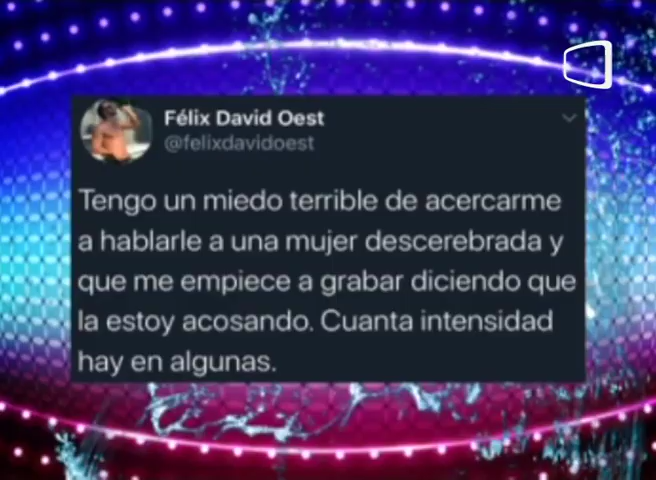 Félix David Oest
@felixdavidoest
Tengo un miedo terrible de acercarme
a hablarle a una mujer descerebrada y
que me empiece a grabar diciendo que
la estoy acosando. Cuanta intensidad
hay en algunas.